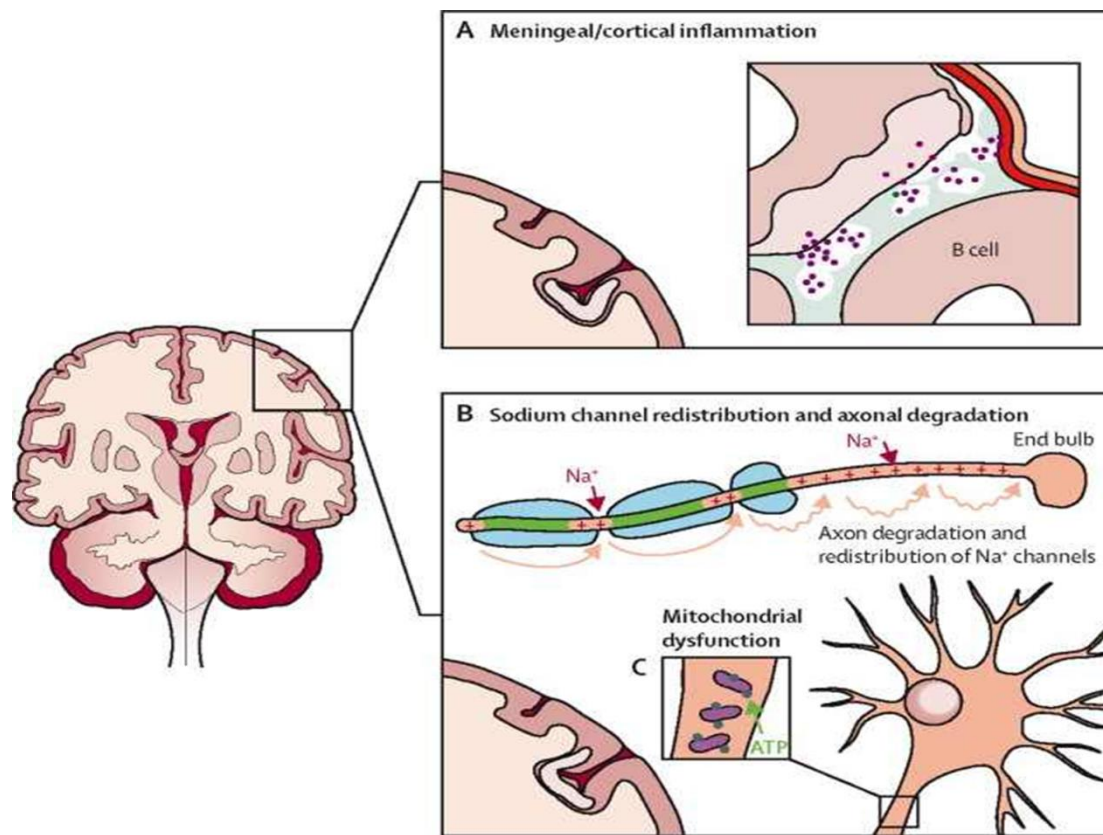 A Meningeal/cortical inflammation
B cell
B Sodium channel redistribution and axonal degradation
Na⁺
Na⁺
End bulb
Axon degradation and
redistribution of Na⁺ channels
Mitochondrial
dysfunction
C
ATP